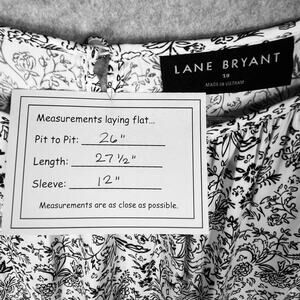 LANE BRYANT
MADE IN VIETNAM
Measurements laying flat...
Pit to Pit: 26"
Length: 27 1/2"
Sleeve: 12"
Measurements are as close as possible.